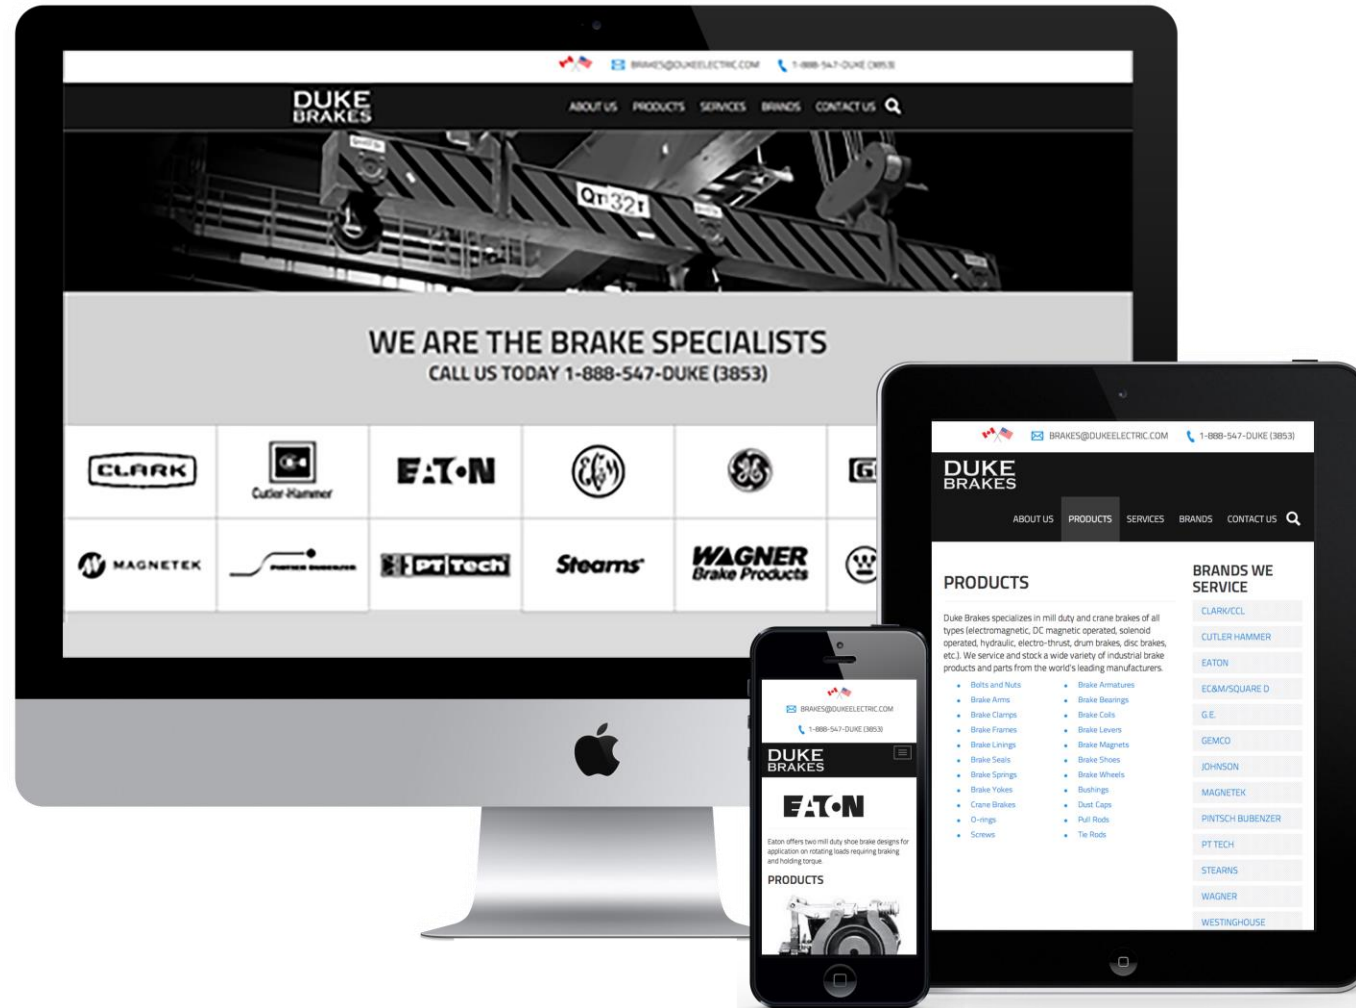 BRAKES@DUKEELECTRIC.COM 1-888-547-DUKE (3853)
DUKE
BRAKES
ABOUT US PRODUCTS SERVICES BRANDS CONTACT US
32t
WE ARE THE BRAKE SPECIALISTS
CALL US TODAY 1-888-547-DUKE (3853)
CLARK
Cutler-Hammer
EATON
EC&M
GE
MAGNETEK
PINTSCH BUBENZER
PT Tech
Stearns
WAGNER
Brake Products
W
BRAKES@DUKEELECTRIC.COM
1-888-547-DUKE (3853)
DUKE
BRAKES
EATON
Eaton offers two mill duty shoe brake designs for
application on rotating loads requiring braking
and holding torque.
PRODUCTS
BRAKES@DUKEELECTRIC.COM 1-888-547-DUKE (3853)
DUKE
BRAKES
ABOUT US PRODUCTS SERVICES BRANDS CONTACT US
PRODUCTS
Duke Brakes specializes in mill duty and crane brakes of all
types (electromagnetic, DC magnetic operated, solenoid
operated, hydraulic, electro-thrust, drum brakes, disc brakes,
etc.). We service and stock a wide variety of industrial brake
products and parts from the world's leading manufacturers.
Bolts and Nuts
Brake Arms
Brake Clamps
Brake Frames
Brake Linings
Brake Seals
Brake Springs
Brake Yokes
Crane Brakes
O-rings
Screws
Brake Armatures
Brake Bearings
Brake Coils
Brake Levers
Brake Magnets
Brake Shoes
Brake Wheels
Bushings
Dust Caps
Pull Rods
Tie Rods
BRANDS WE
SERVICE
CLARK/CCL
CUTLER HAMMER
EATON
EC&M/SQUARE D
G.E.
GEMCO
JOHNSON
MAGNETEK
PINTSCH BUBENZER
PT TECH
STEARNS
WAGNER
WESTINGHOUSE